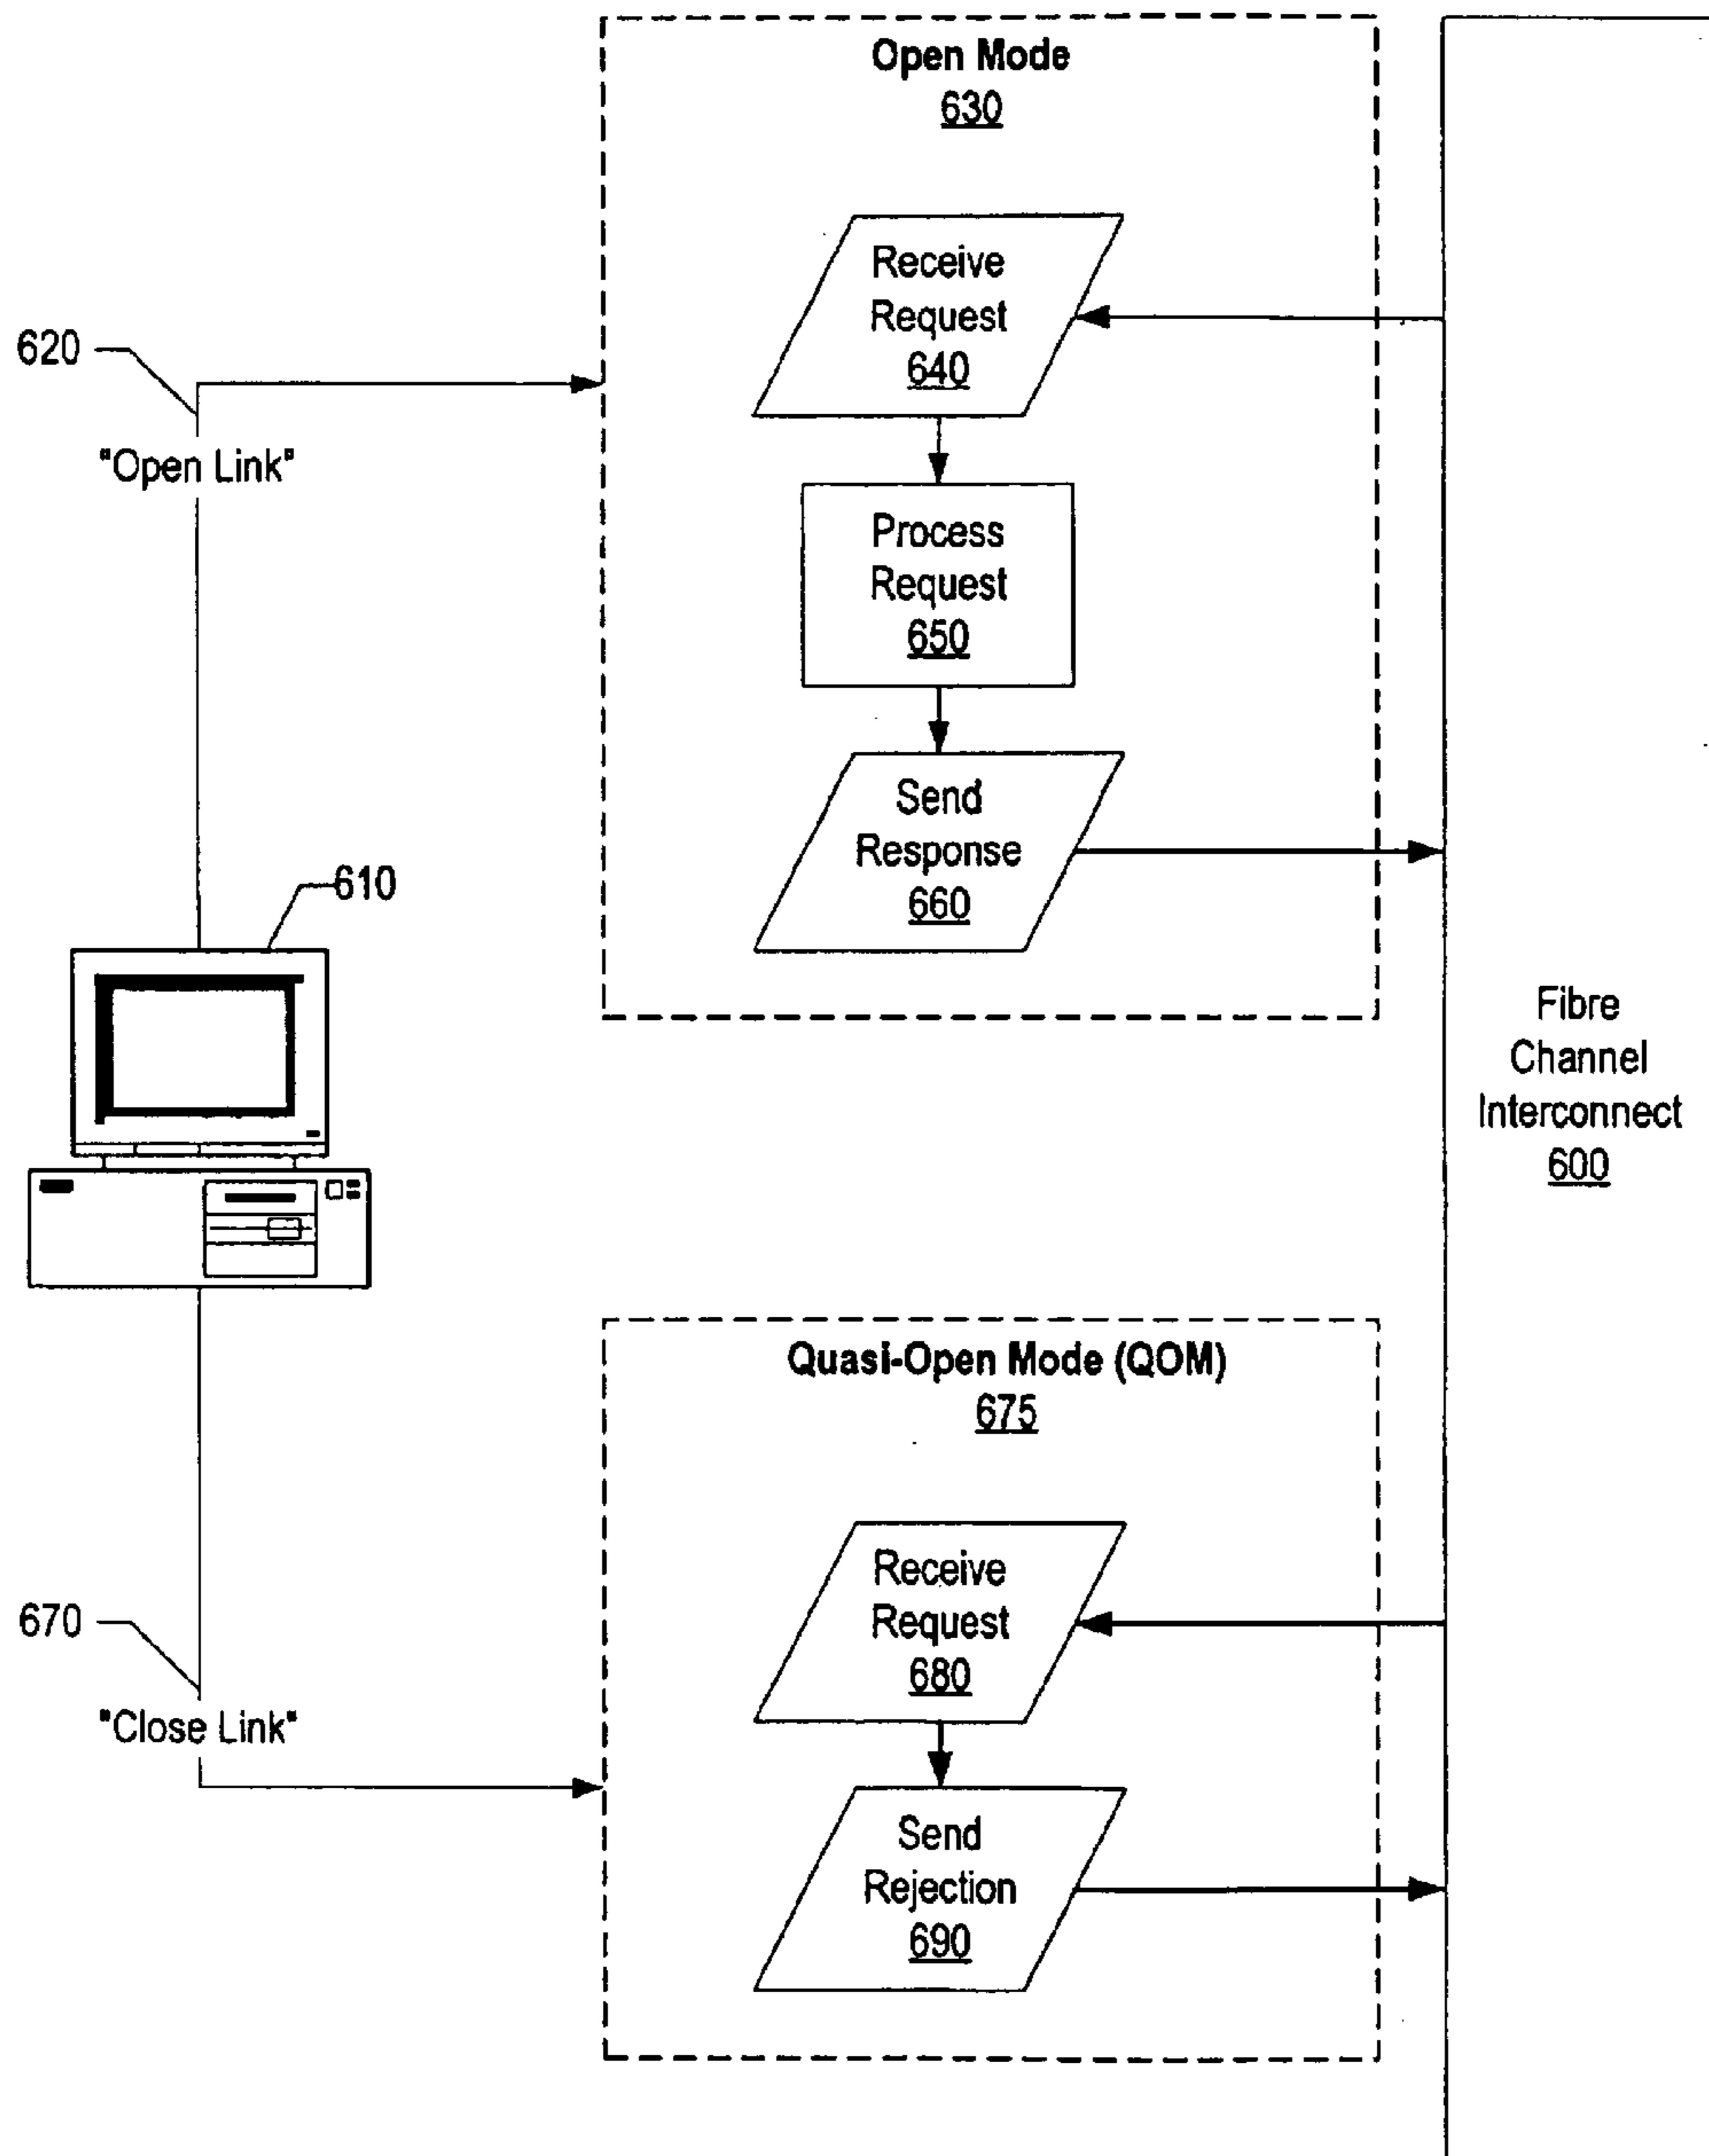 Open Mode
630
Receive
Request
640
620
"Open Link"
Process
Request
650
Send
Response
660
610
Fibre
Channel
Interconnect
600
Quasi-Open Mode (QOM)
675
Receive
Request
680
670
"Close Link"
Send
Rejection
690